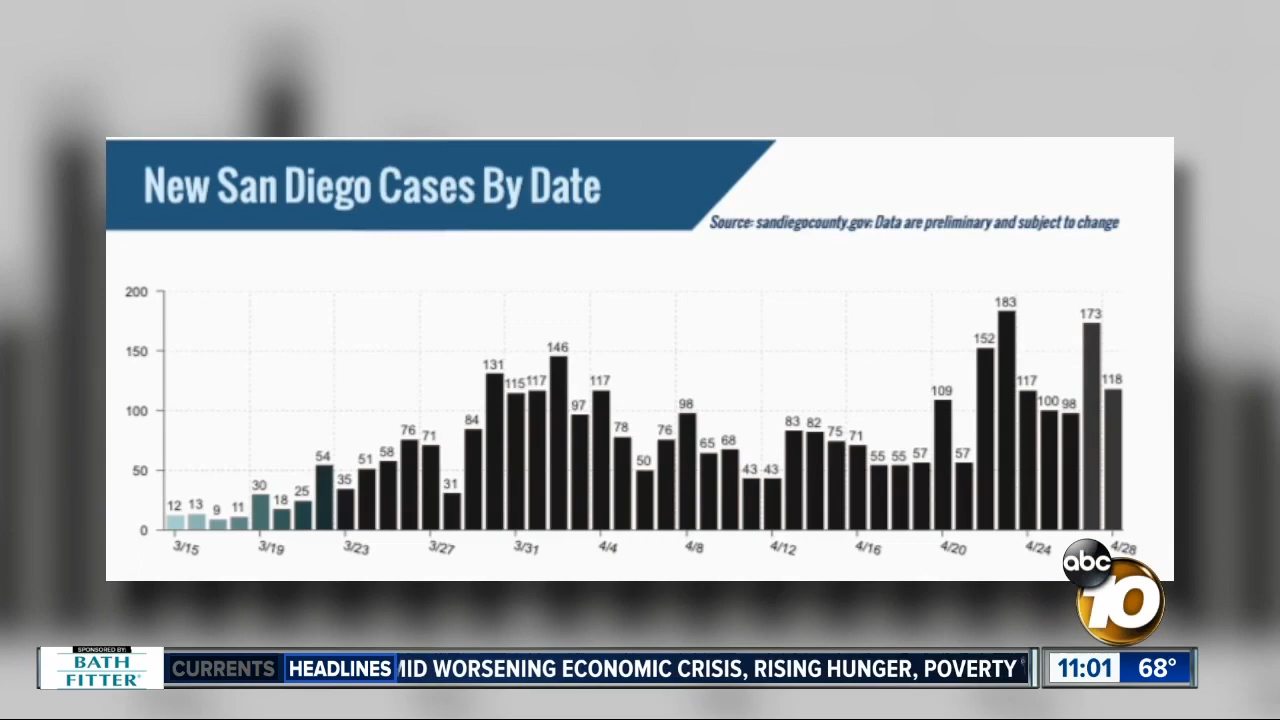 New San Diego Cases By Date
Source: sandiegocounty.gov: Data are preliminary and subject to change
200
150
100
50
0
12 13 9 11 30 18 25 54 35 51 58 76 71 31 84 131 115 117 146 97 117 78 50 76 98 65 68 43 43 83 82 75 71 55 55 57 109 57 152 183 117 100 98 173 118
3/15 3/19 3/23 3/27 3/31 4/4 4/8 4/12 4/16 4/20 4/24 4/28
abc
10
SPONSORED BY:
BATH
FITTER
CURRENTS HEADLINES MID WORSENING ECONOMIC CRISIS, RISING HUNGER, POVERTY
11:01 68°